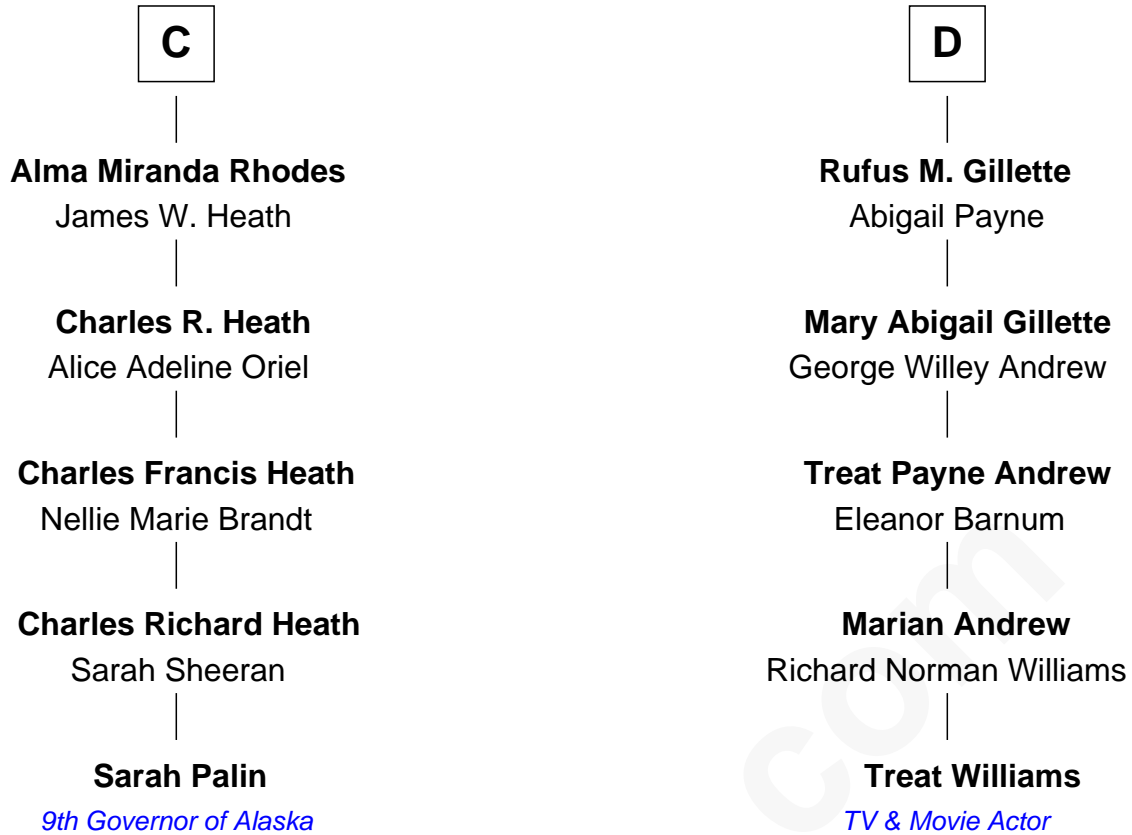 C
Alma Miranda Rhodes
James W. Heath
Charles R. Heath
Alice Adeline Oriel
Charles Francis Heath
Nellie Marie Brandt
Charles Richard Heath
Sarah Sheeran
Sarah Palin
9th Governor of Alaska
D
Rufus M. Gillette
Abigail Payne
Mary Abigail Gillette
George Willey Andrew
Treat Payne Andrew
Eleanor Barnum
Marian Andrew
Richard Norman Williams
Treat Williams
TV & Movie Actor
com